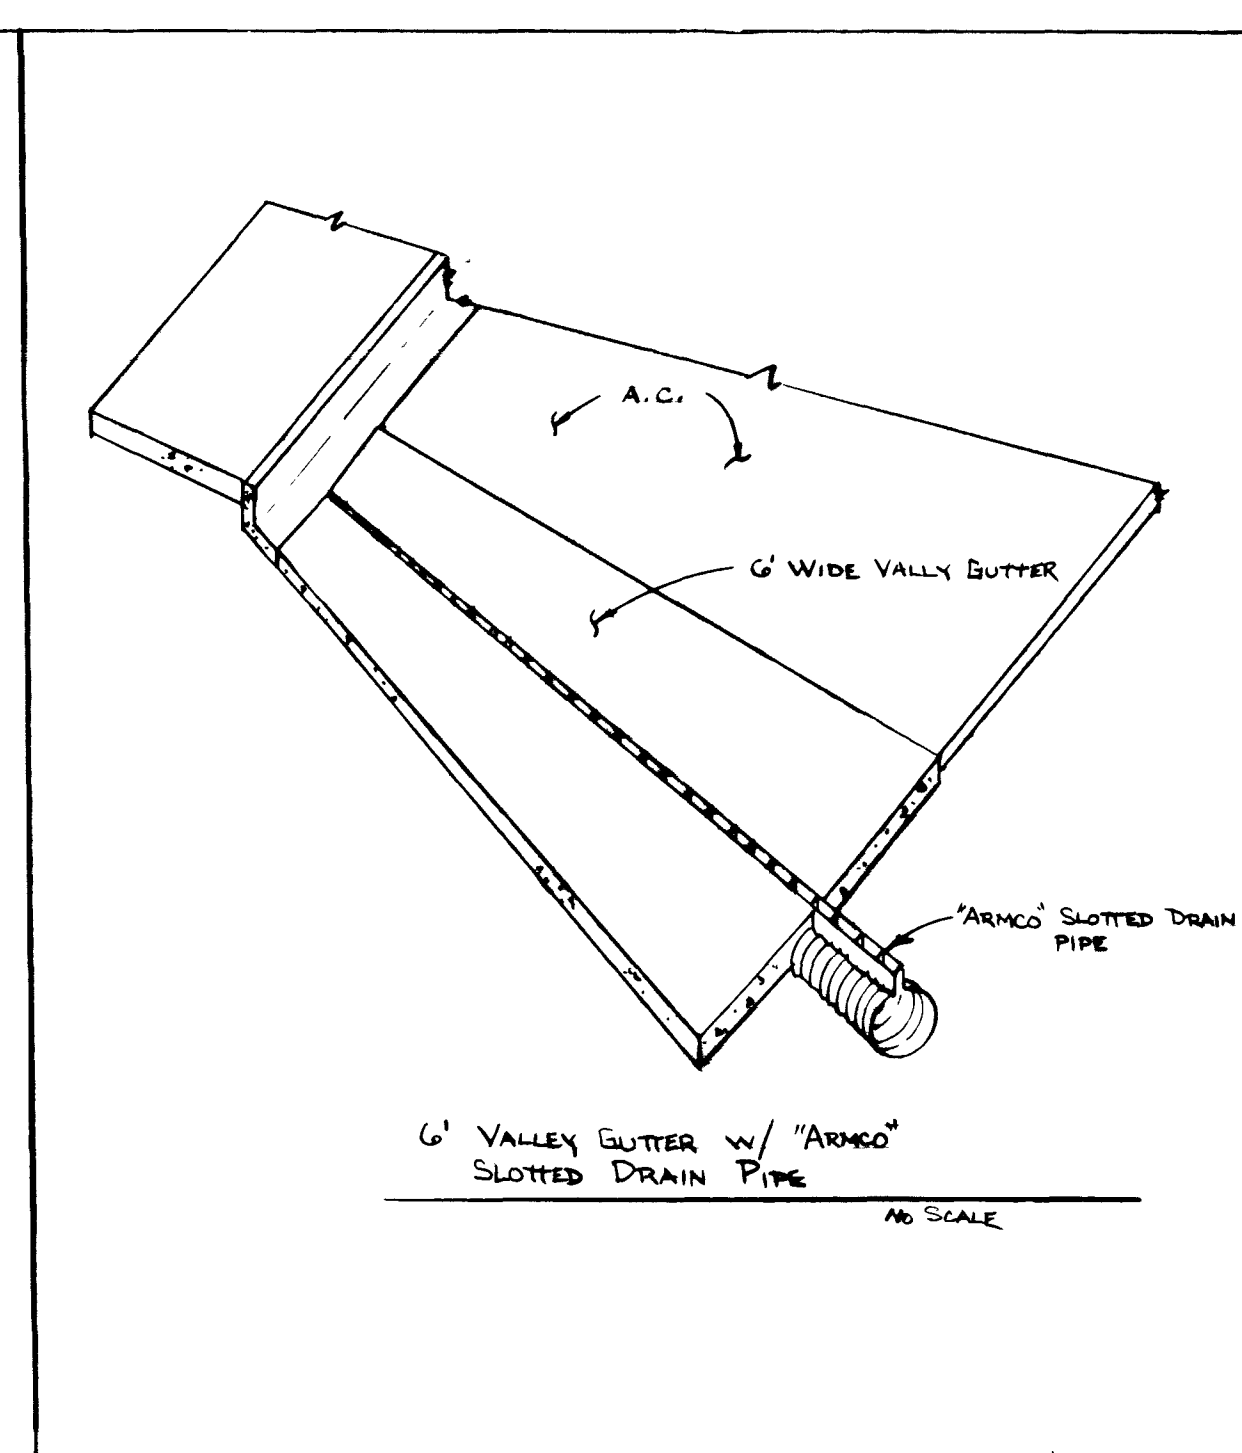 A.C.
6' WIDE VALLY GUTTER
"ARMCO" SLOTTED DRAIN
PIPE
6' VALLEY GUTTER W/ "ARMCO"
SLOTTED DRAIN PIPE
NO SCALE